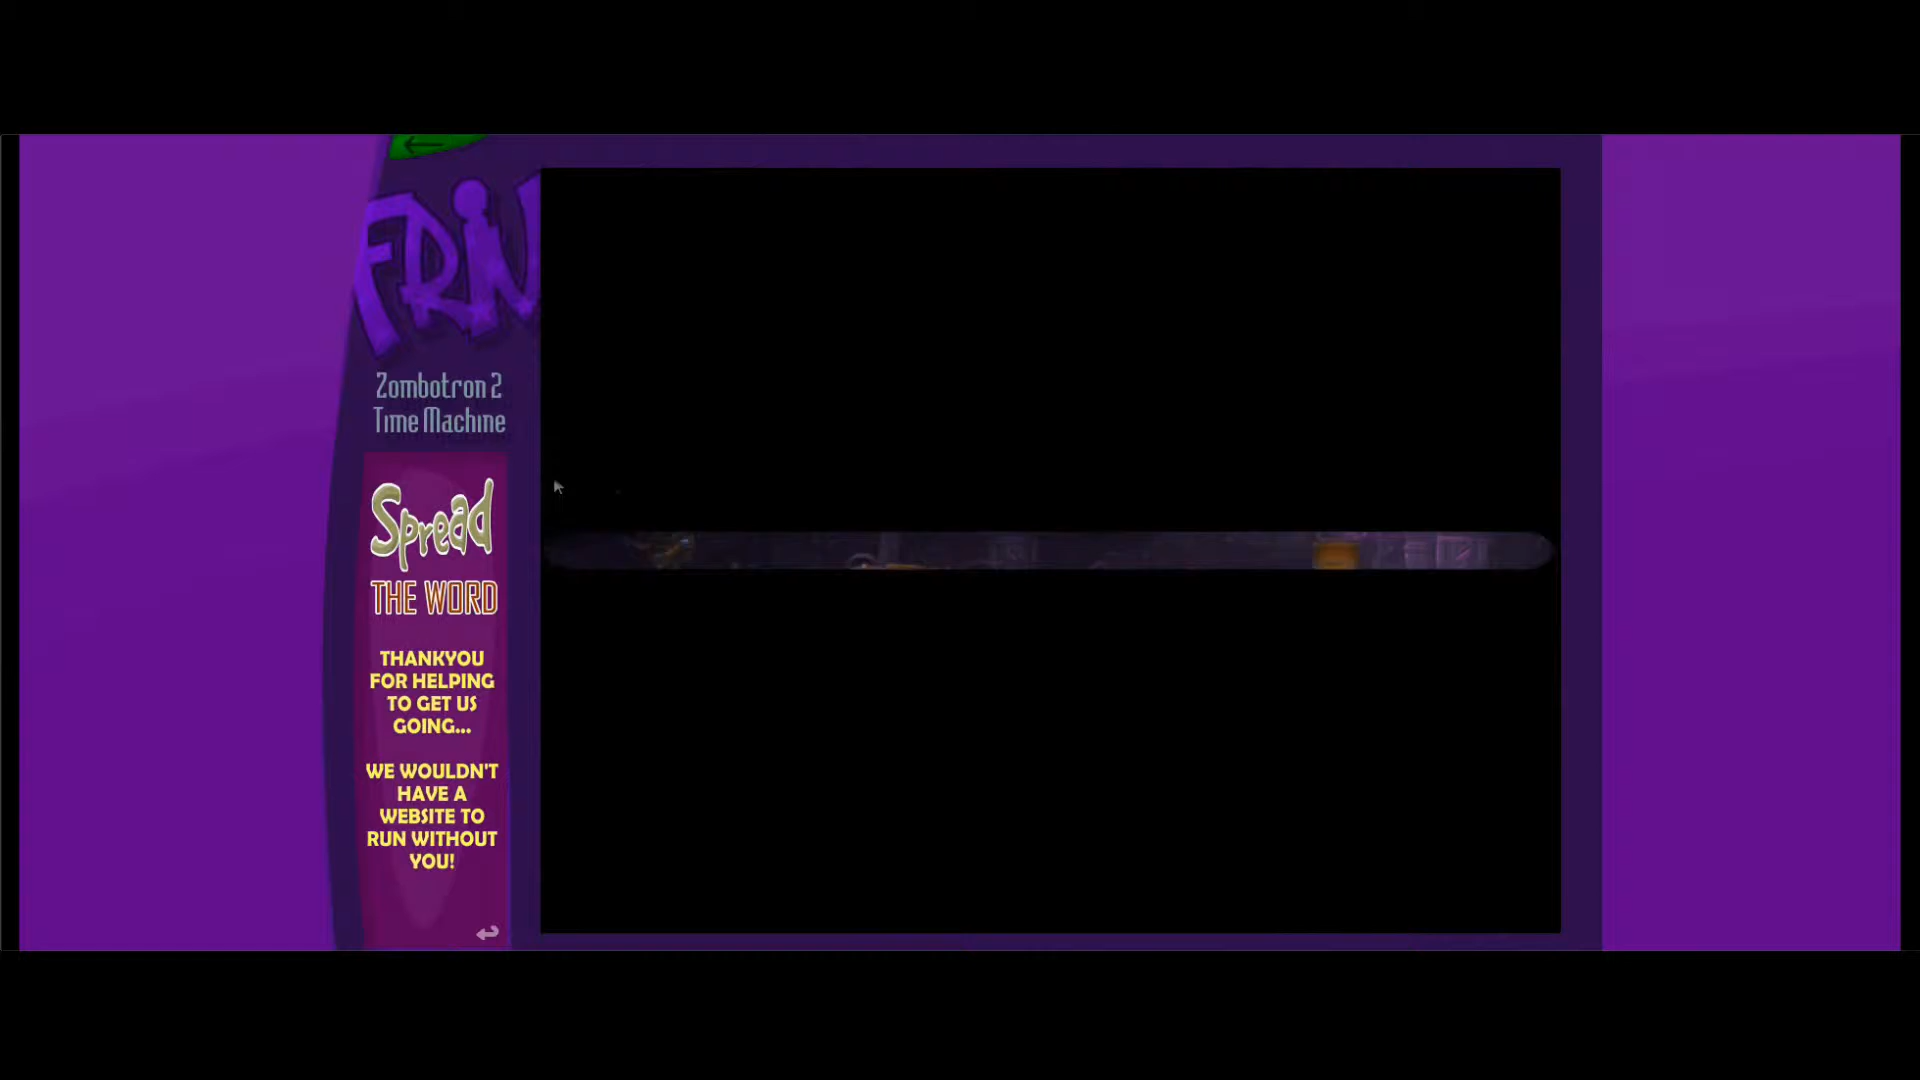 FRIV
Zombotron 2
Time Machine
Spread
THE WORD
THANKYOU
FOR HELPING
TO GET US
GOING...
WE WOULDN'T
HAVE A
WEBSITE TO
RUN WITHOUT
YOU!